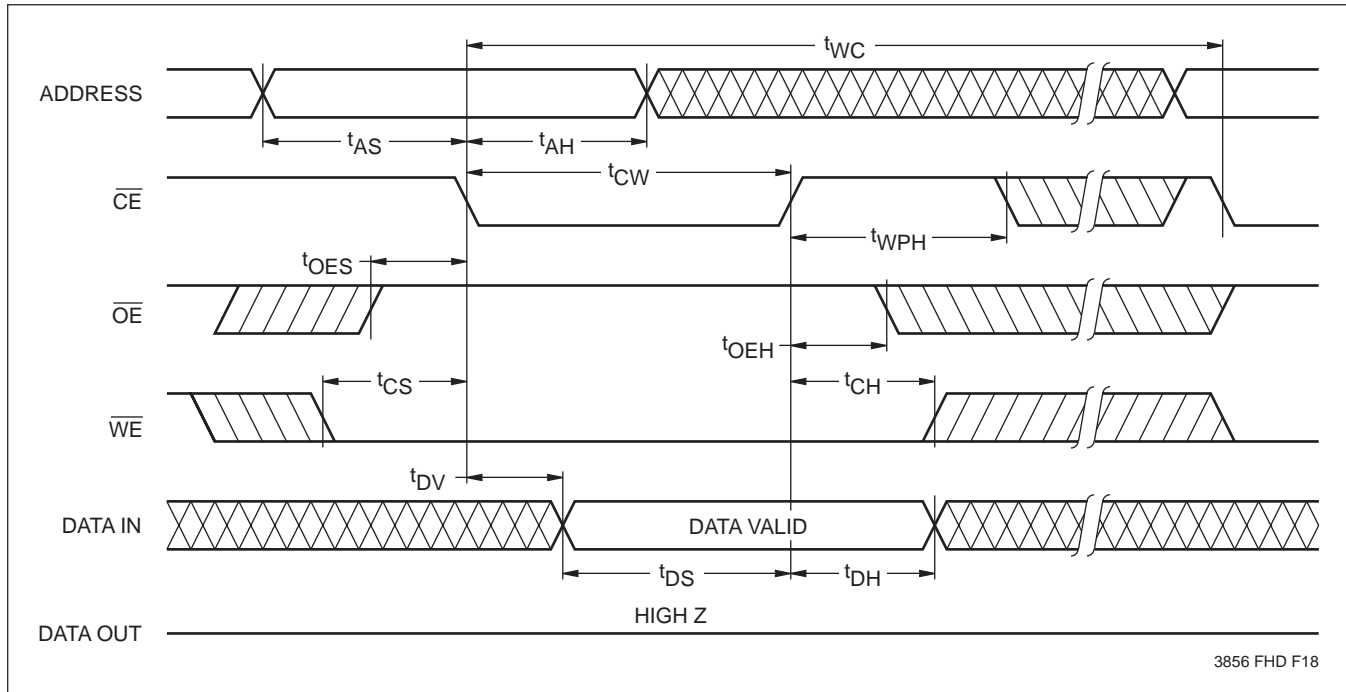 tWC
ADDRESS
tAS
tAH
tCW
CE
tWPH
tOES
OE
tOEH
tCS
tCH
WE
tDV
DATA IN
DATA VALID
tDS
tDH
HIGH Z
DATA OUT
3856 FHD F18